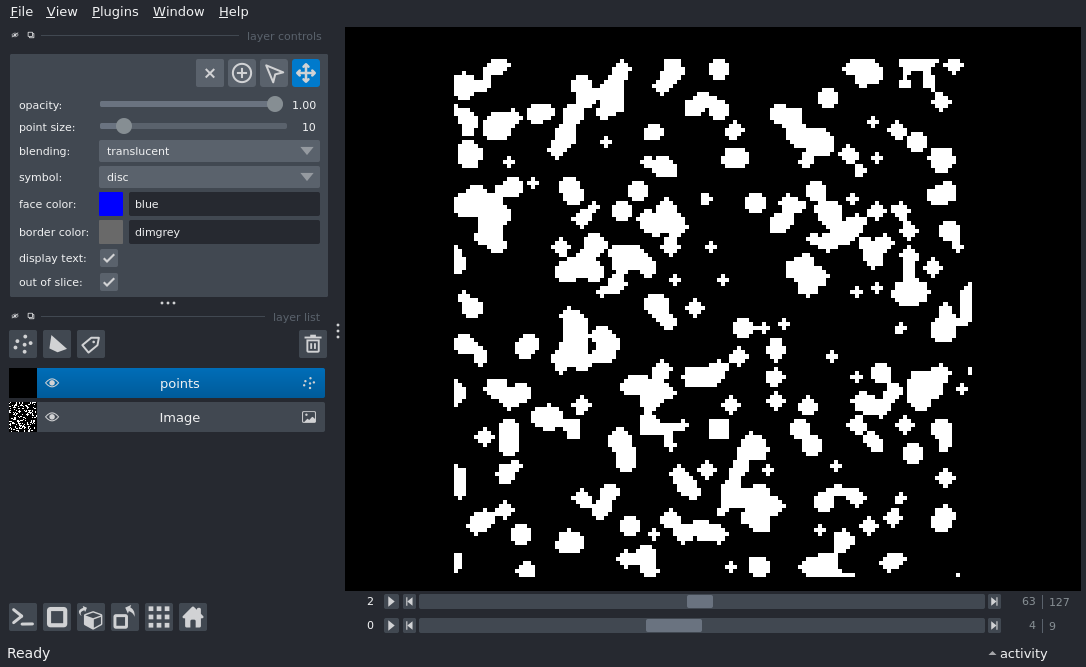 File View Plugins Window Help
layer controls
opacity: 1.00
point size: 10
blending: translucent
symbol: disc
face color: blue
border color: dimgrey
display text:
out of slice:
layer list
points
Image
2 63 127
0 4 9
Ready activity